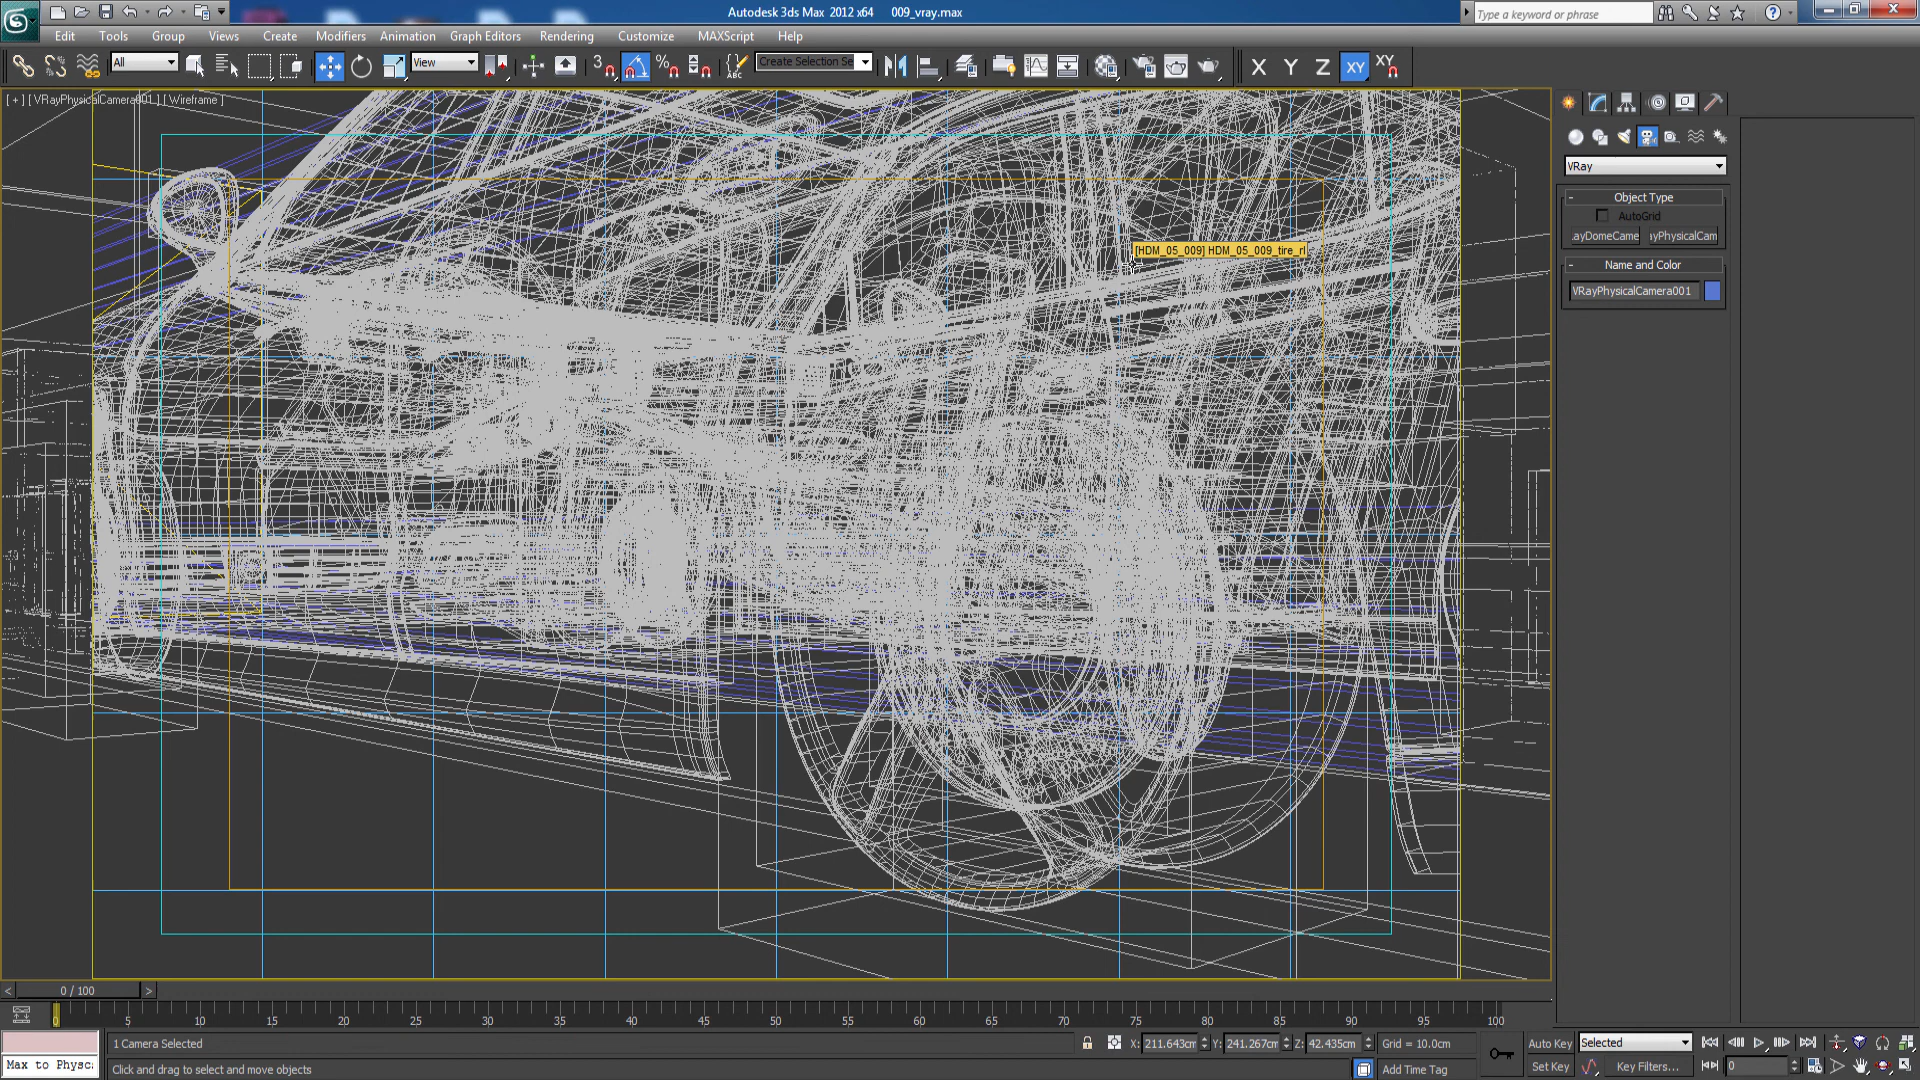 Autodesk 3ds Max 2012 x64 009_vray.max
Type a keyword or phrase
Edit Tools Group Views Create Modifiers Animation Graph Editors Rendering Customize MAXScript Help
All View Create Selection Se X Y Z XY XY
[ + ] [ VRayPhysicalCamera001 ] [ Wireframe ]
[HDM_05_009] HDM_05_009_tire_rl
VRay
- Object Type
AutoGrid
.ayDomeCame ıyPhysicalCam
- Name and Color
VRayPhysicalCamera001
< 0 / 100 >
0 5 10 15 20 25 30 35 40 45 50 55 60 65 70 75 80 85 90 95 100
1 Camera Selected X: 211.643cm Y: 241.267cm Z: 42.435cm Grid = 10.0cm Auto Key Selected
Max to Physc: Click and drag to select and move objects Add Time Tag Set Key Key Filters... 0